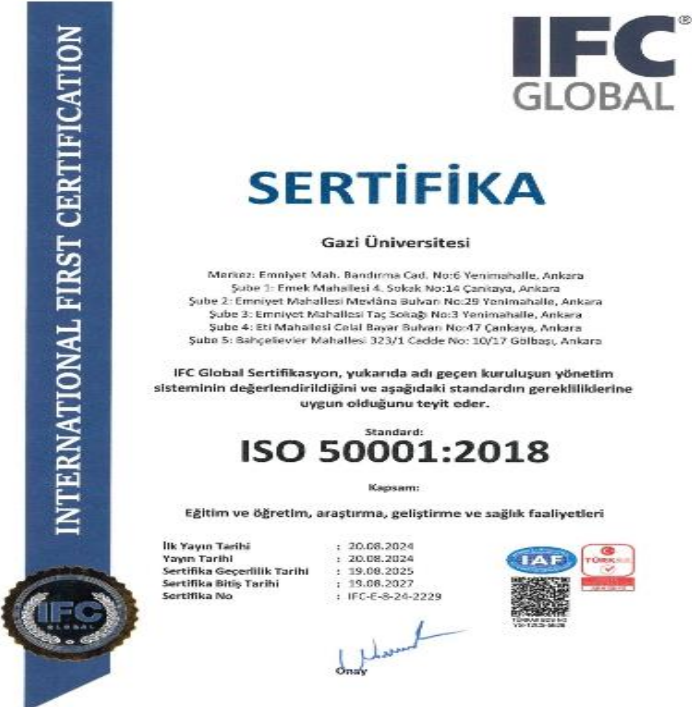 INTERNATIONAL FIRST CERTIFICATION
IFC®
GLOBAL
SERTİFİKA
Gazi Üniversitesi
Merkez: Emniyet Mah. Bandırma Cad. No:6 Yenimahalle, Ankara
Şube 1: Emek Mahallesi 4. Sokak No:14 Çankaya, Ankara
Şube 2: Emniyet Mahallesi Mevlâna Bulvarı No:29 Yenimahalle, Ankara
Şube 3: Emniyet Mahallesi Taç Sokağı No:3 Yenimahalle, Ankara
Şube 4: Eti Mahallesi Celal Bayar Bulvarı No:47 Çankaya, Ankara
Şube 5: Bahçelievler Mahallesi 323/1 Cadde No: 10/17 Gölbaşı, Ankara
IFC Global Sertifikasyon, yukarıda adı geçen kuruluşun yönetim
sisteminin değerlendirildiğini ve aşağıdaki standardın gerekliliklerine
uygun olduğunu teyit eder.
Standard:
ISO 50001:2018
Kapsam:
Eğitim ve öğretim, araştırma, geliştirme ve sağlık faaliyetleri
İlk Yayın Tarihi : 20.08.2024
Yayın Tarihi : 20.08.2024
Sertifika Geçerlilik Tarihi : 19.08.2025
Sertifika Bitiş Tarihi : 19.08.2027
Sertifika No : IFC-E-8-24-2229
IAF
IFC
GLOBAL
Onay